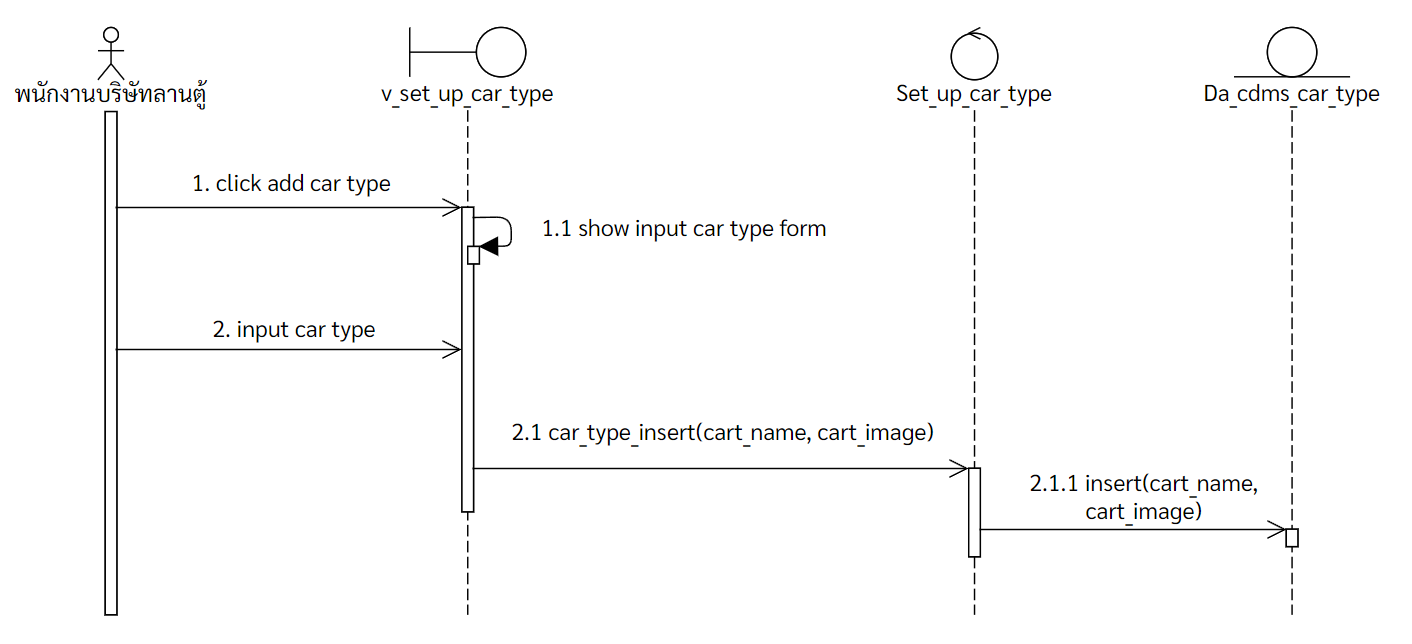 พนักงานบริษัทลานตู้
v_set_up_car_type
Set_up_car_type
Da_cdms_car_type
1. click add car type
1.1 show input car type form
2. input car type
2.1 car_type_insert(cart_name, cart_image)
2.1.1 insert(cart_name,
cart_image)